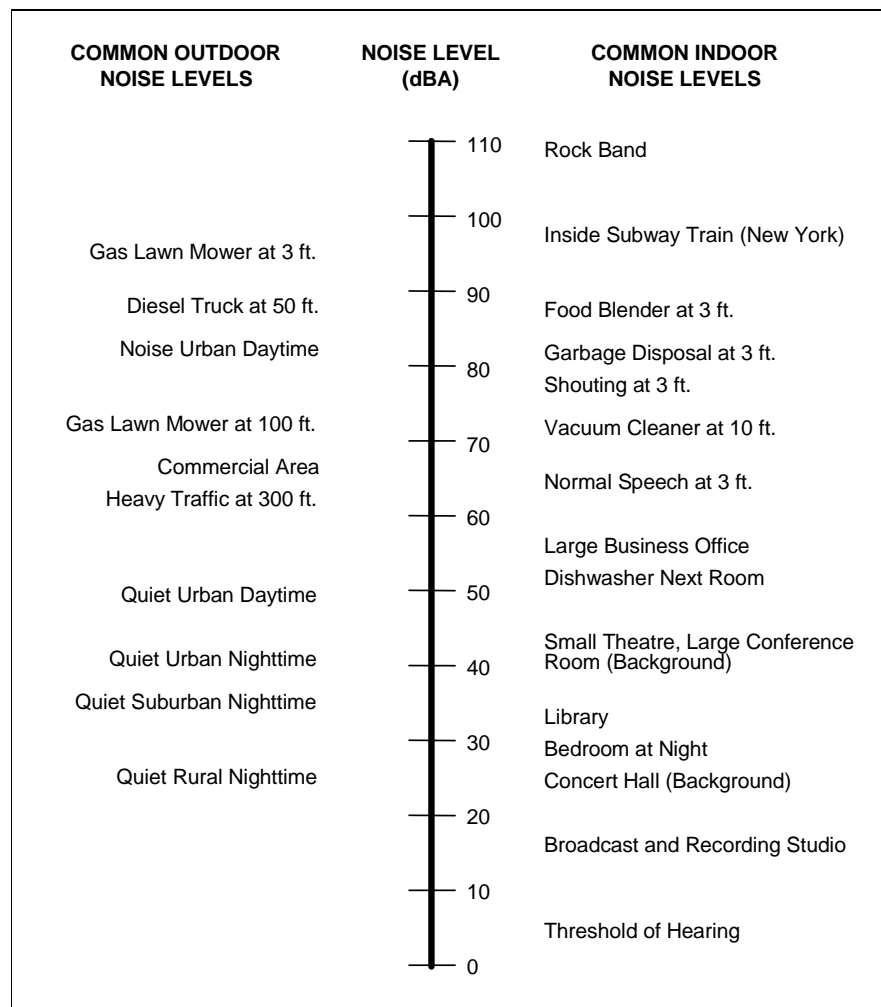 COMMON OUTDOOR
NOISE LEVELS
NOISE LEVEL
(dBA)
COMMON INDOOR
NOISE LEVELS
110
Rock Band
100
Inside Subway Train (New York)
Gas Lawn Mower at 3 ft.
90
Diesel Truck at 50 ft.
Food Blender at 3 ft.
Noise Urban Daytime
Garbage Disposal at 3 ft.
80
Shouting at 3 ft.
Gas Lawn Mower at 100 ft.
Vacuum Cleaner at 10 ft.
70
Commercial Area
Normal Speech at 3 ft.
Heavy Traffic at 300 ft.
60
Large Business Office
Dishwasher Next Room
50
Quiet Urban Daytime
Small Theatre, Large Conference
Room (Background)
Quiet Urban Nighttime
40
Quiet Suburban Nighttime
Library
30
Bedroom at Night
Quiet Rural Nighttime
Concert Hall (Background)
20
Broadcast and Recording Studio
10
Threshold of Hearing
0